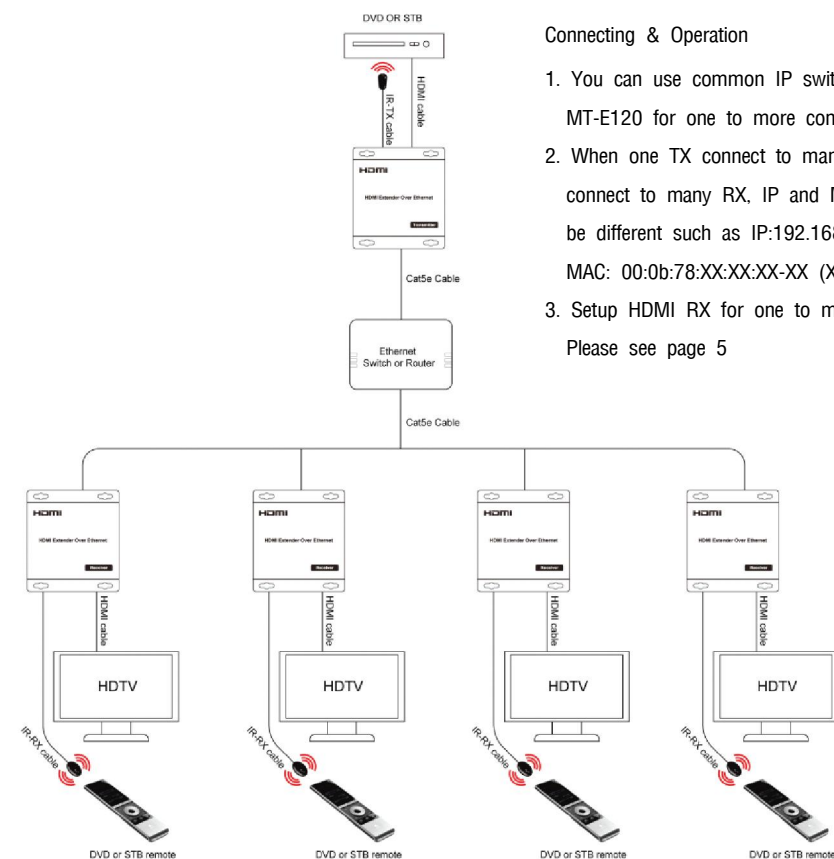 DVD OR STB
IR-TX cable
HDMI cable
HDMI
HDMI Extender Over Ethernet
Transmitter
Cat5e Cable
Ethernet
Switch or Router
Cat5e Cable
Connecting & Operation
1. You can use common IP swit
MT-E120 for one to more con
2. When one TX connect to mar
connect to many RX, IP and
be different such as IP:192.168
MAC: 00:0b:78:XX:XX:XX-XX (X
3. Setup HDMI RX for one to m
Please see page 5
HDMI
HDMI Extender Over Ethernet
Receiver
HDMI cable
HDTV
IR-RX cable
DVD or STB remote
HDMI
HDMI Extender Over Ethernet
Receiver
HDMI cable
HDTV
IR-RX cable
DVD or STB remote
HDMI
HDMI Extender Over Ethernet
Receiver
HDMI cable
HDTV
IR-RX cable
DVD or STB remote
HDMI
HDMI Extender Over Ethernet
Receiver
HDMI cable
HDTV
IR-RX cable
DVD or STB remote